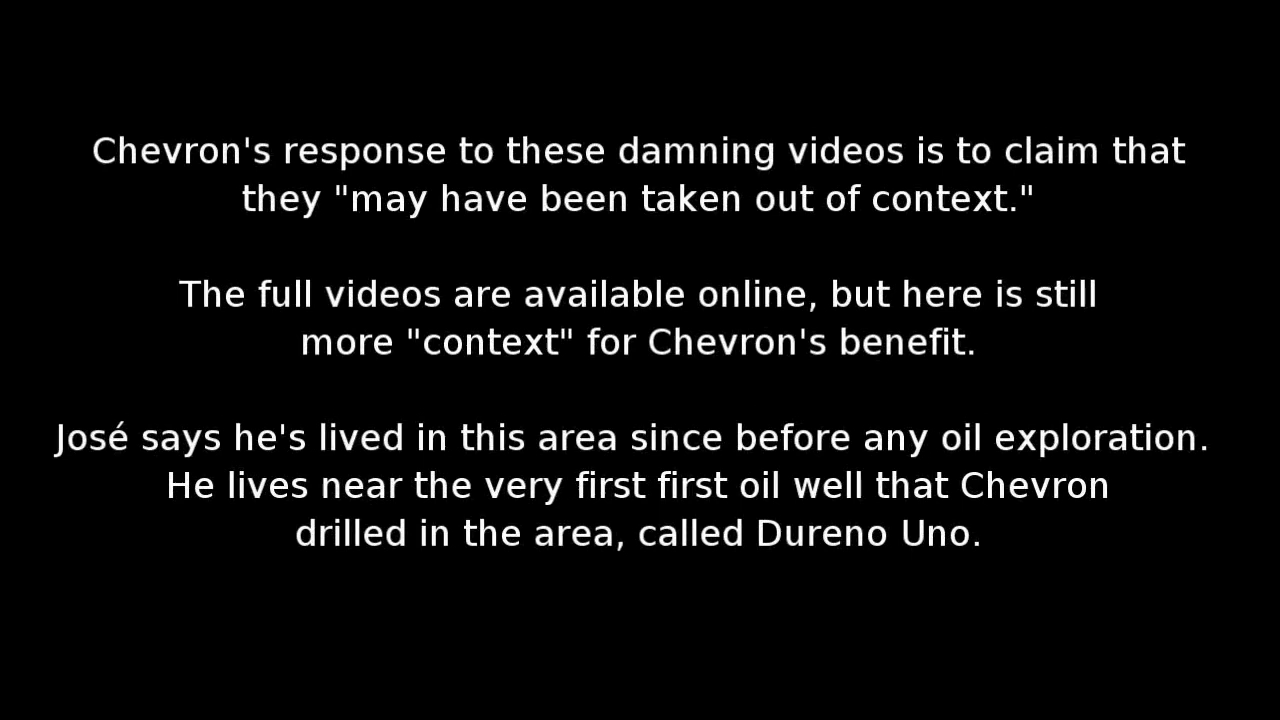 Chevron's response to these damning videos is to claim that
they "may have been taken out of context."
The full videos are available online, but here is still
more "context" for Chevron's benefit.
José says he's lived in this area since before any oil exploration.
He lives near the very first first oil well that Chevron
drilled in the area, called Dureno Uno.